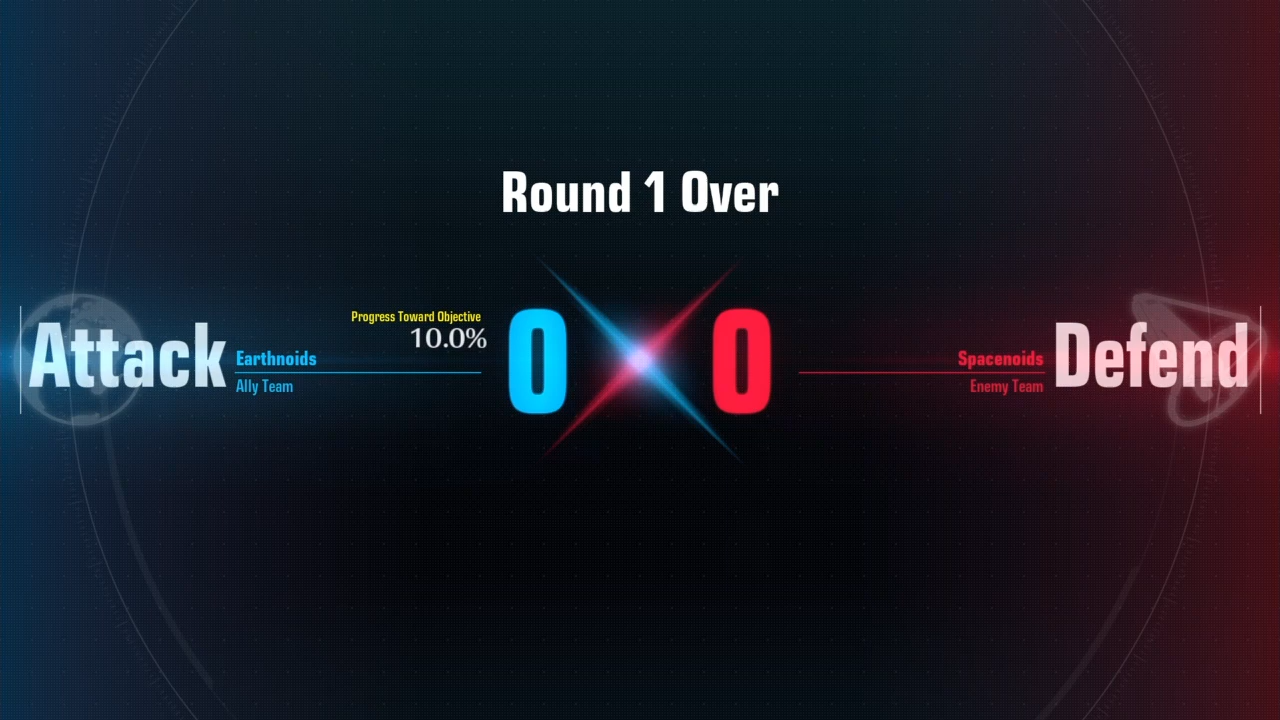 Round 1 Over
Progress Toward Objective
10.0%
Attack
Earthnoids
Ally Team
0
0
Spacenoids
Enemy Team
Defend